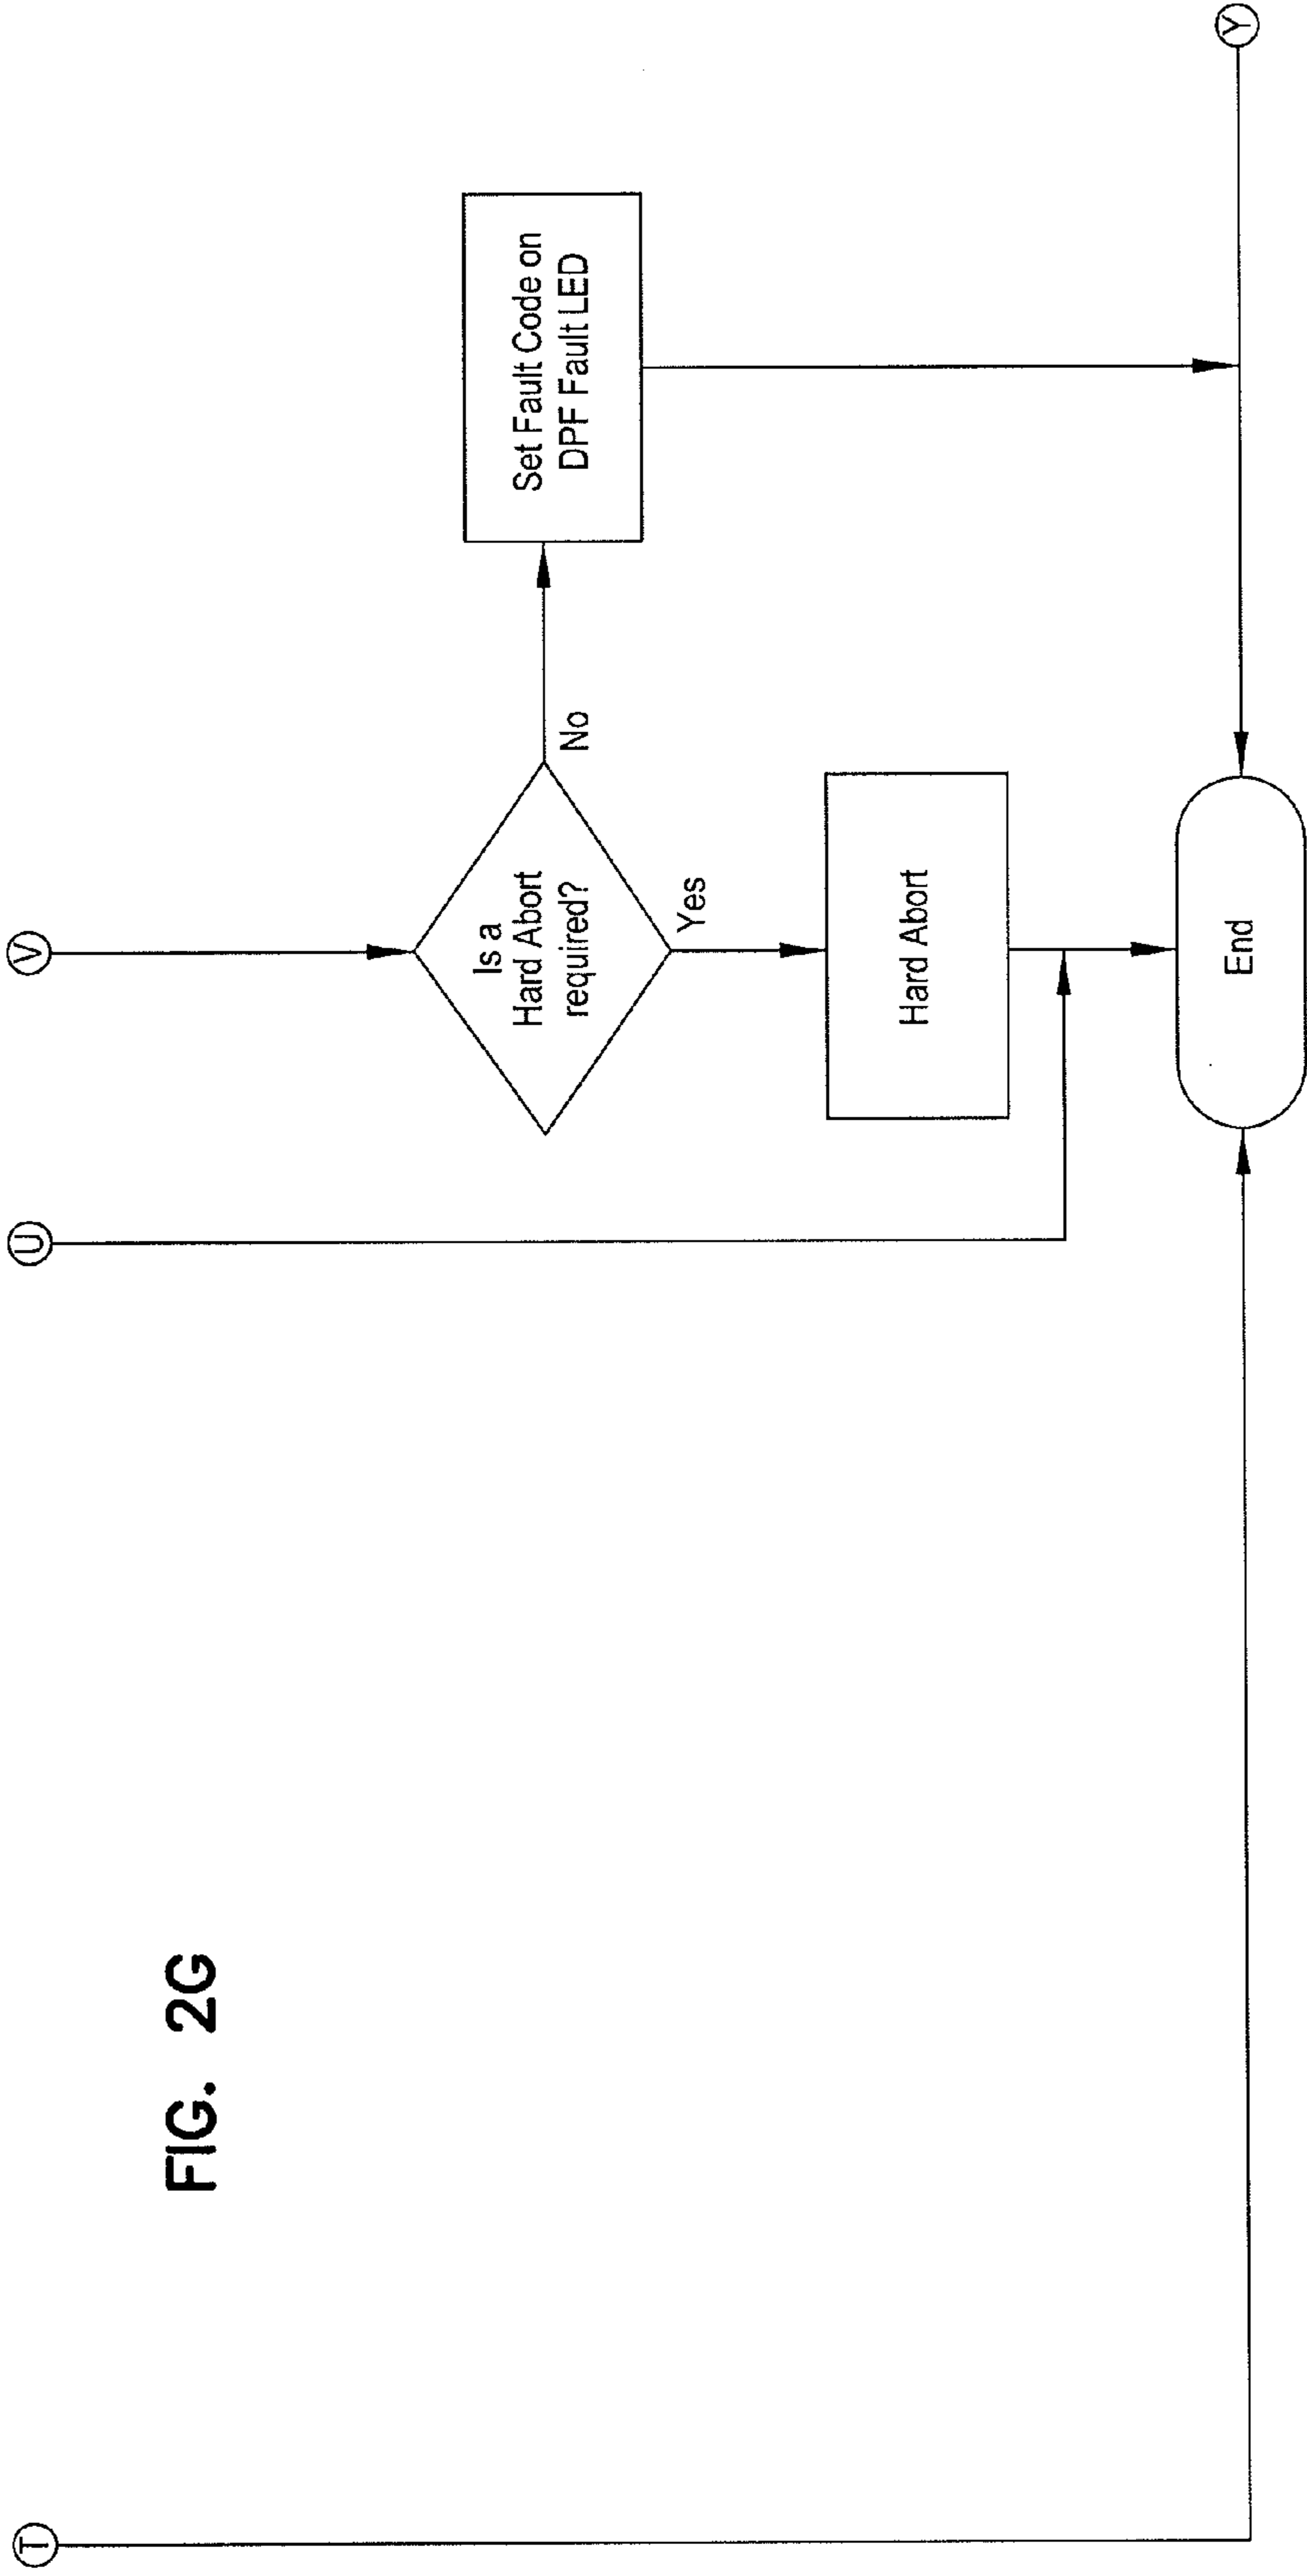 T
U
V
FIG. 2G
Is a
Hard Abort
required?
No
Set Fault Code on
DPF Fault LED
Yes
Hard Abort
End
Y